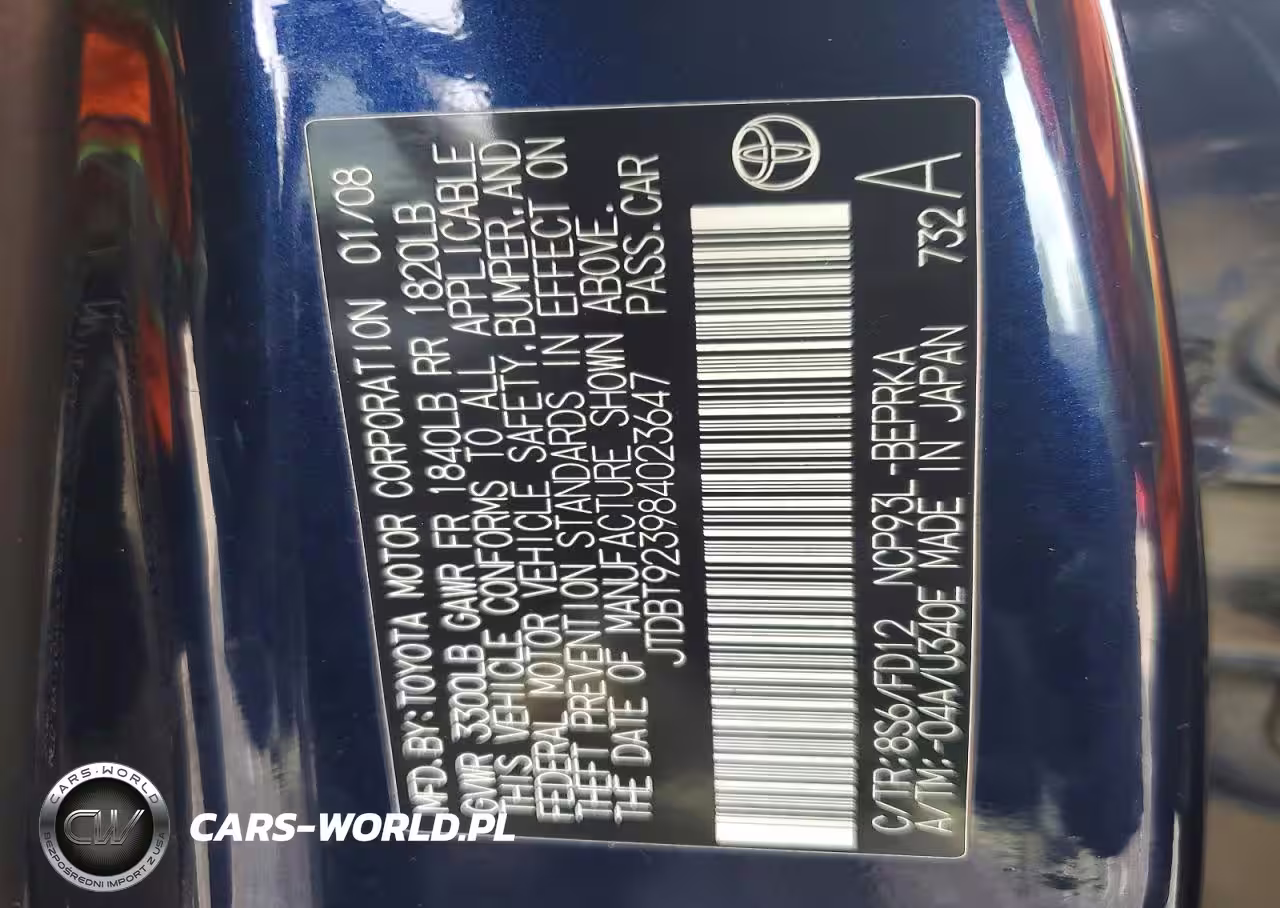 MFD.BY:TOYOTA MOTOR CORPORATION 01/08
GVWR 3300LB GAWR FR 1840LB RR 1820LB
THIS VEHICLE CONFORMS TO ALL APPLICABLE
FEDERAL MOTOR VEHICLE SAFETY,BUMPER,AND
THEFT PREVENTION STANDARDS IN EFFECT ON
THE DATE OF MANUFACTURE SHOWN ABOVE.
JTDBT923984023647 PASS.CAR
C/TR:8S6/FD12 NCP93L-BEPRKA
A/TM:-04A/U340E MADE IN JAPAN 732 A
CARS-WORLD
CW
BEZPOŚREDNI IMPORT Z USA
CARS-WORLD.PL